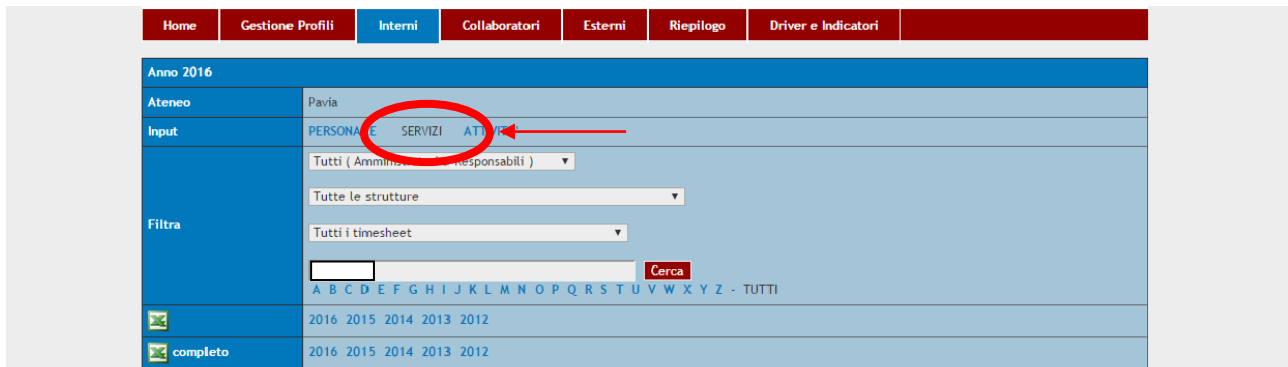 Home Gestione Profili Interni Collaboratori Esterni Riepilogo Driver e Indicatori
Anno 2016
Ateneo Pavia
Input SERVIZI
Tutti ( Responsabili )
Tutte le strutture
Filtra
Tutti i timesheet
Cerca
A B C D E F G H I J K L M N O P Q R S T U V W X Y Z - TUTTI
2016 2015 2014 2013 2012
completo 2016 2015 2014 2013 2012